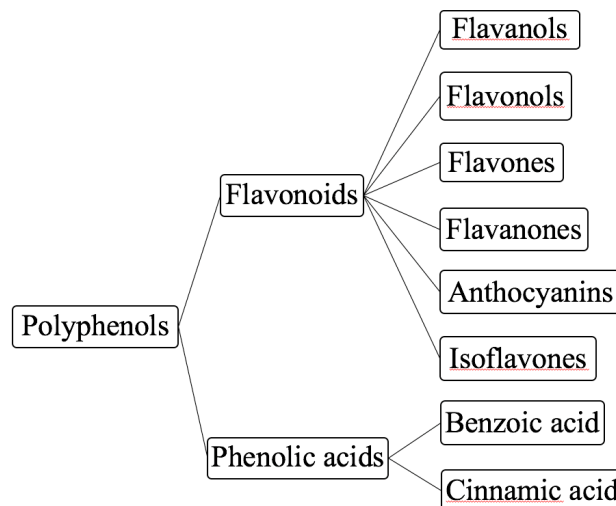 Flavanols
Flavonols
Flavones
Flavonoids
Flavanones
Anthocyanins
Polyphenols
Isoflavones
Benzoic acid
Phenolic acids
Cinnamic acid